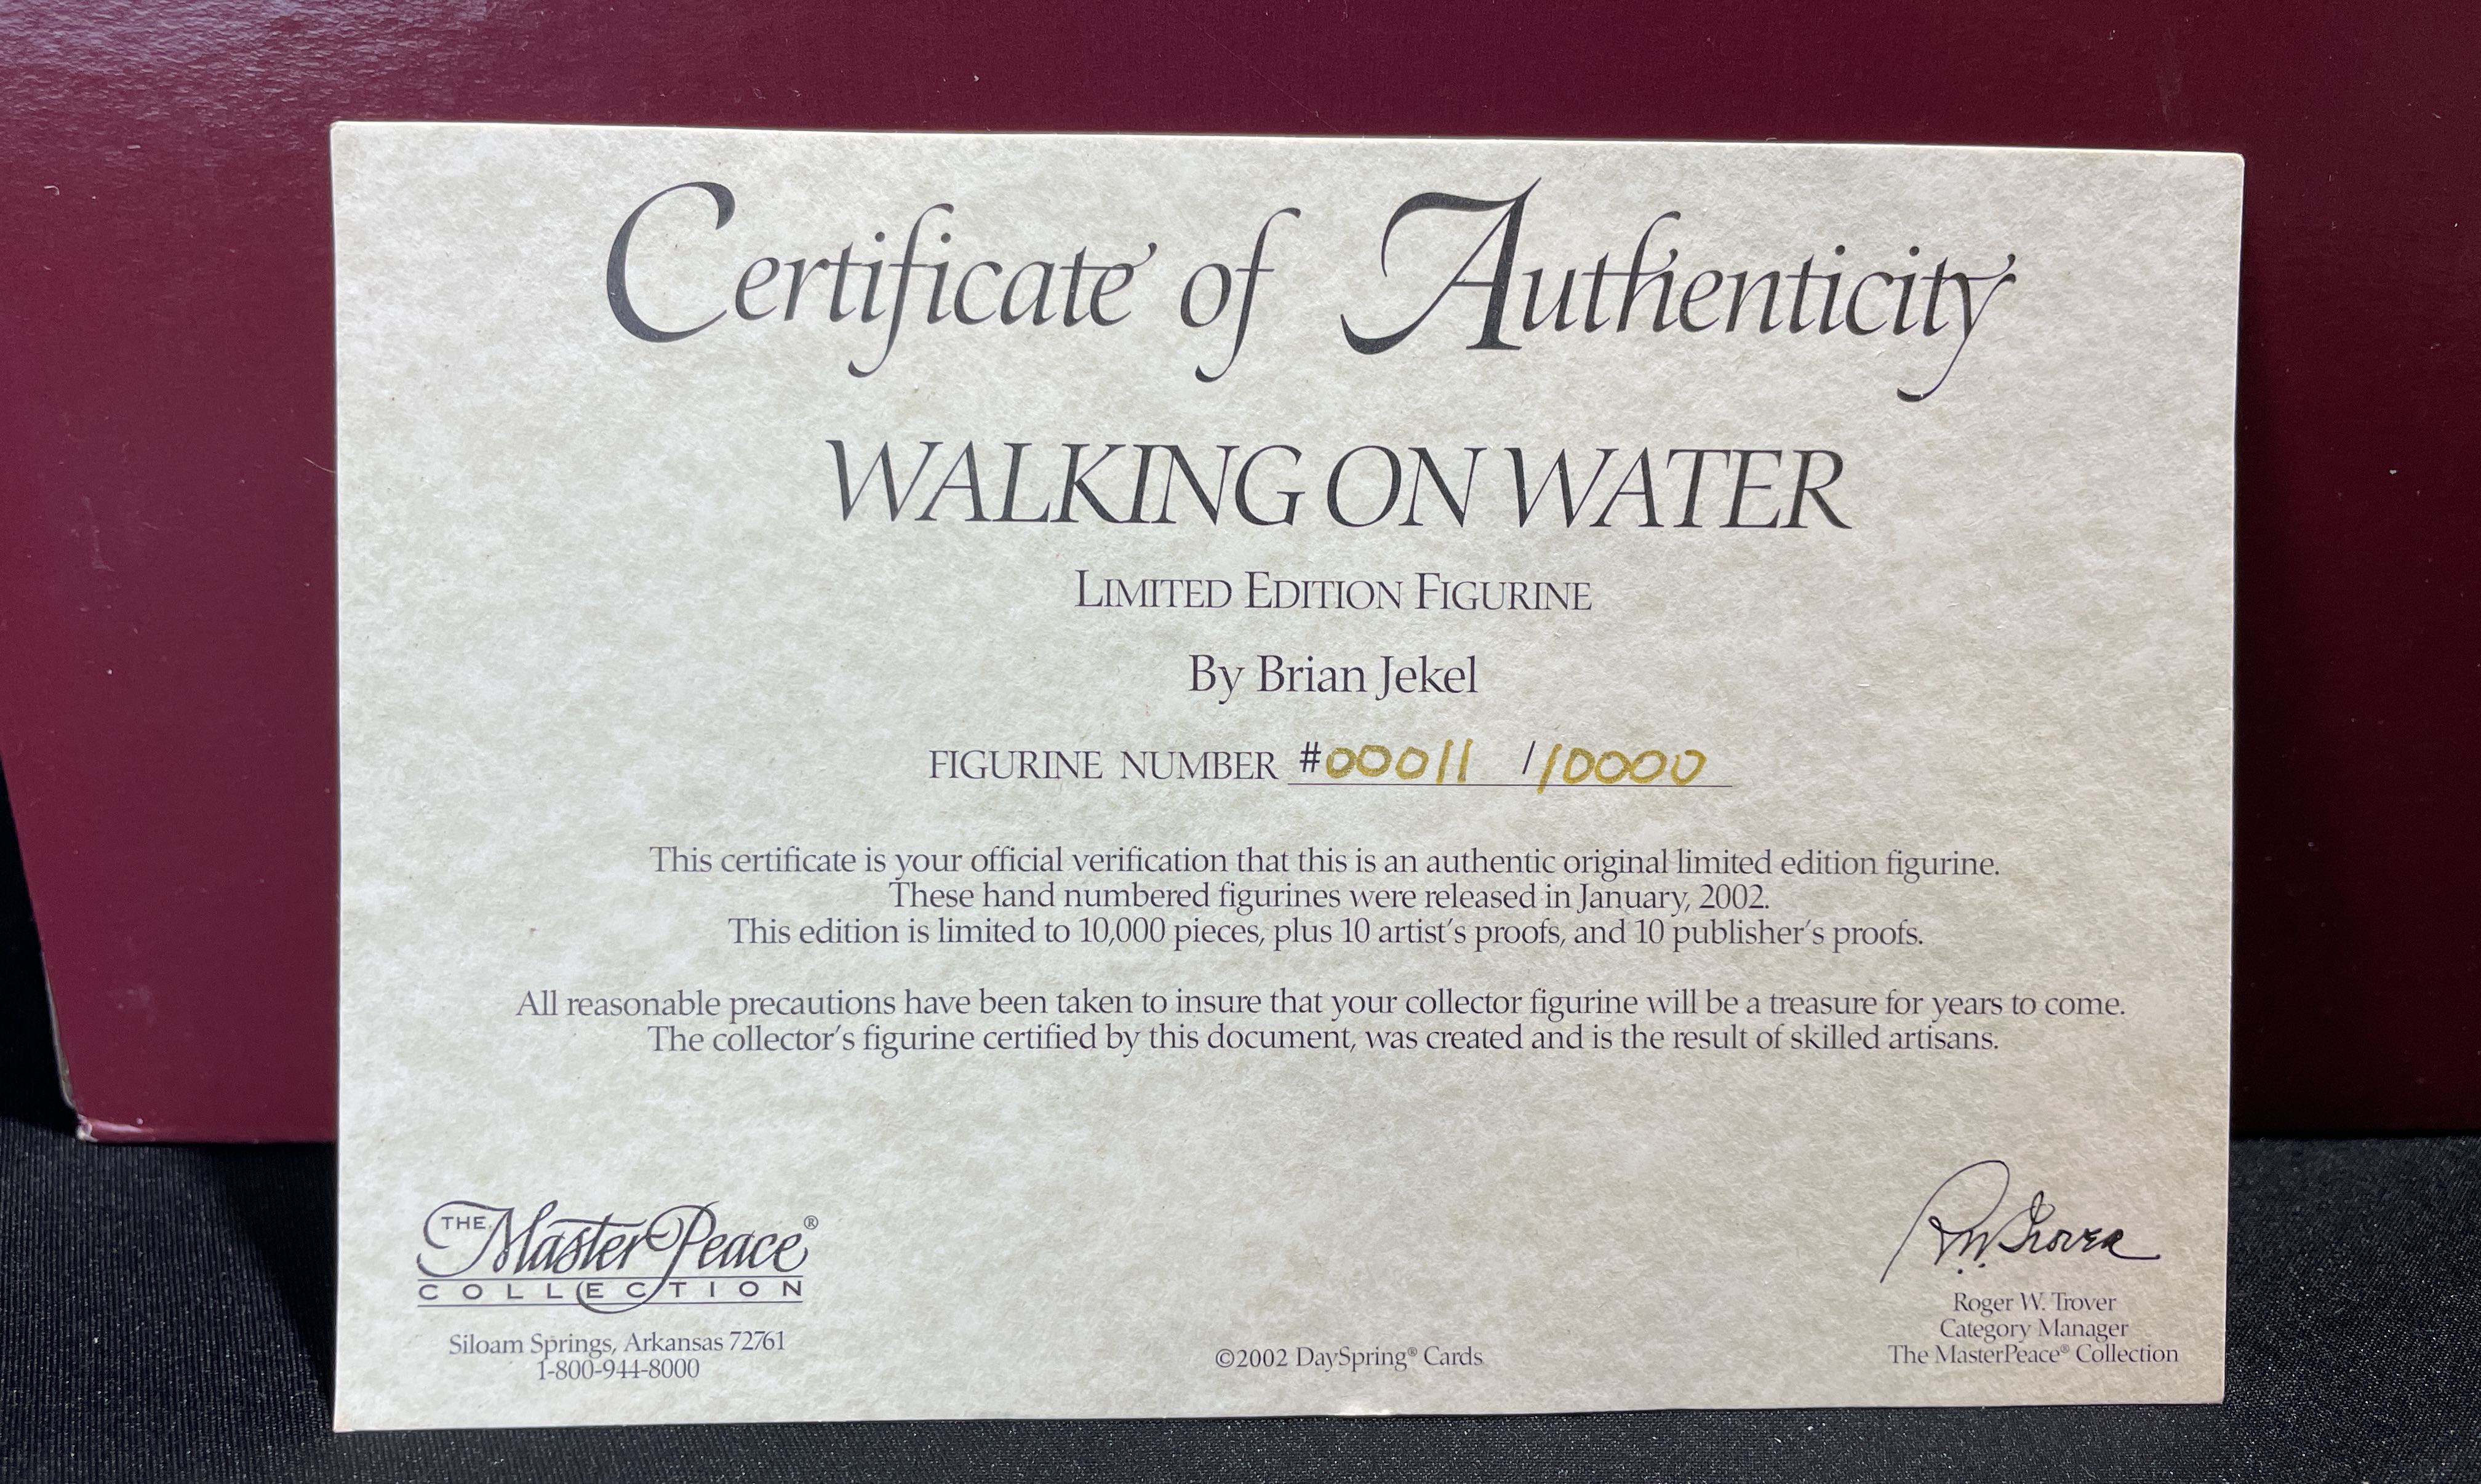 Certificate of Authenticity
WALKING ON WATER
LIMITED EDITION FIGURINE
By Brian Jekel
FIGURINE NUMBER #00011 /10000
This certificate is your official verification that this is an authentic original limited edition figurine.
These hand numbered figurines were released in January, 2002.
This edition is limited to 10,000 pieces, plus 10 artist's proofs, and 10 publisher's proofs.
All reasonable precautions have been taken to insure that your collector figurine will be a treasure for years to come.
The collector's figurine certified by this document, was created and is the result of skilled artisans.
THE MasterPeace®
COLLECTION
Siloam Springs, Arkansas 72761
1-800-944-8000
©2002 DaySpring® Cards
R.W. Trover
Roger W. Trover
Category Manager
The MasterPeace® Collection